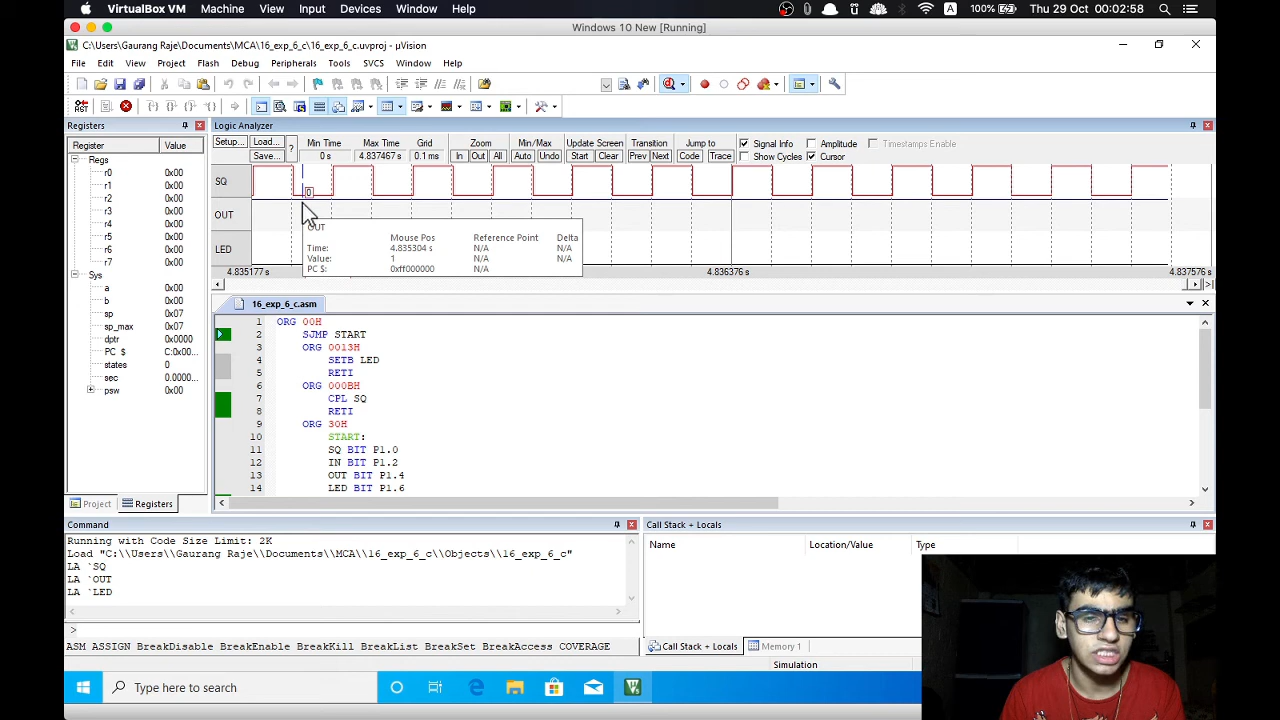 VirtualBox VM Machine View Input Devices Window Help A 100% Thu 29 Oct 00:02:58
Windows 10 New [Running]
C:\Users\Gaurang Raje\Documents\MCA\16_exp_6_c\16_exp_6_c.uvproj - µVision
File Edit View Project Flash Debug Peripherals Tools SVCS Window Help
Registers
Register Value
Regs
r0 0x00
r1 0x00
r2 0x00
r3 0x00
r4 0x00
r5 0x00
r6 0x00
r7 0x00
Sys
a 0x00
b 0x00
sp 0x07
sp_max 0x07
dptr 0x0000
PC $ C:0x00...
states 0
sec 0.0000...
psw 0x00
Project Registers
Logic Analyzer
Setup... Load... Min Time Max Time Grid Zoom Min/Max Update Screen Transition Jump to Signal Info Amplitude Timestamps Enable
Save... ? 0 s 4.837467 s 0.1 ms In Out All Auto Undo Start Clear Prev Next Code Trace Show Cycles Cursor
SQ
0
OUT
LED
OUT
Mouse Pos Reference Point Delta
Time: 4.835304 s N/A N/A
Value: 1 N/A N/A
PC $: 0xff000000 N/A
4.835177 s 4.836376 s 4.837576 s
16_exp_6_c.asm
1 ORG 00H
2 SJMP START
3 ORG 0013H
4 SETB LED
5 RETI
6 ORG 000BH
7 CPL SQ
8 RETI
9 ORG 30H
10 START:
11 SQ BIT P1.0
12 IN BIT P1.2
13 OUT BIT P1.4
14 LED BIT P1.6
Command
Running with Code Size Limit: 2K
Load "C:\\Users\\Gaurang Raje\\Documents\\MCA\\16_exp_6_c\\Objects\\16_exp_6_c"
LA `SQ
LA `OUT
LA `LED
>
ASM ASSIGN BreakDisable BreakEnable BreakKill BreakList BreakSet BreakAccess COVERAGE
Call Stack + Locals
Name Location/Value Type
Call Stack + Locals Memory 1
Simulation
Type here to search